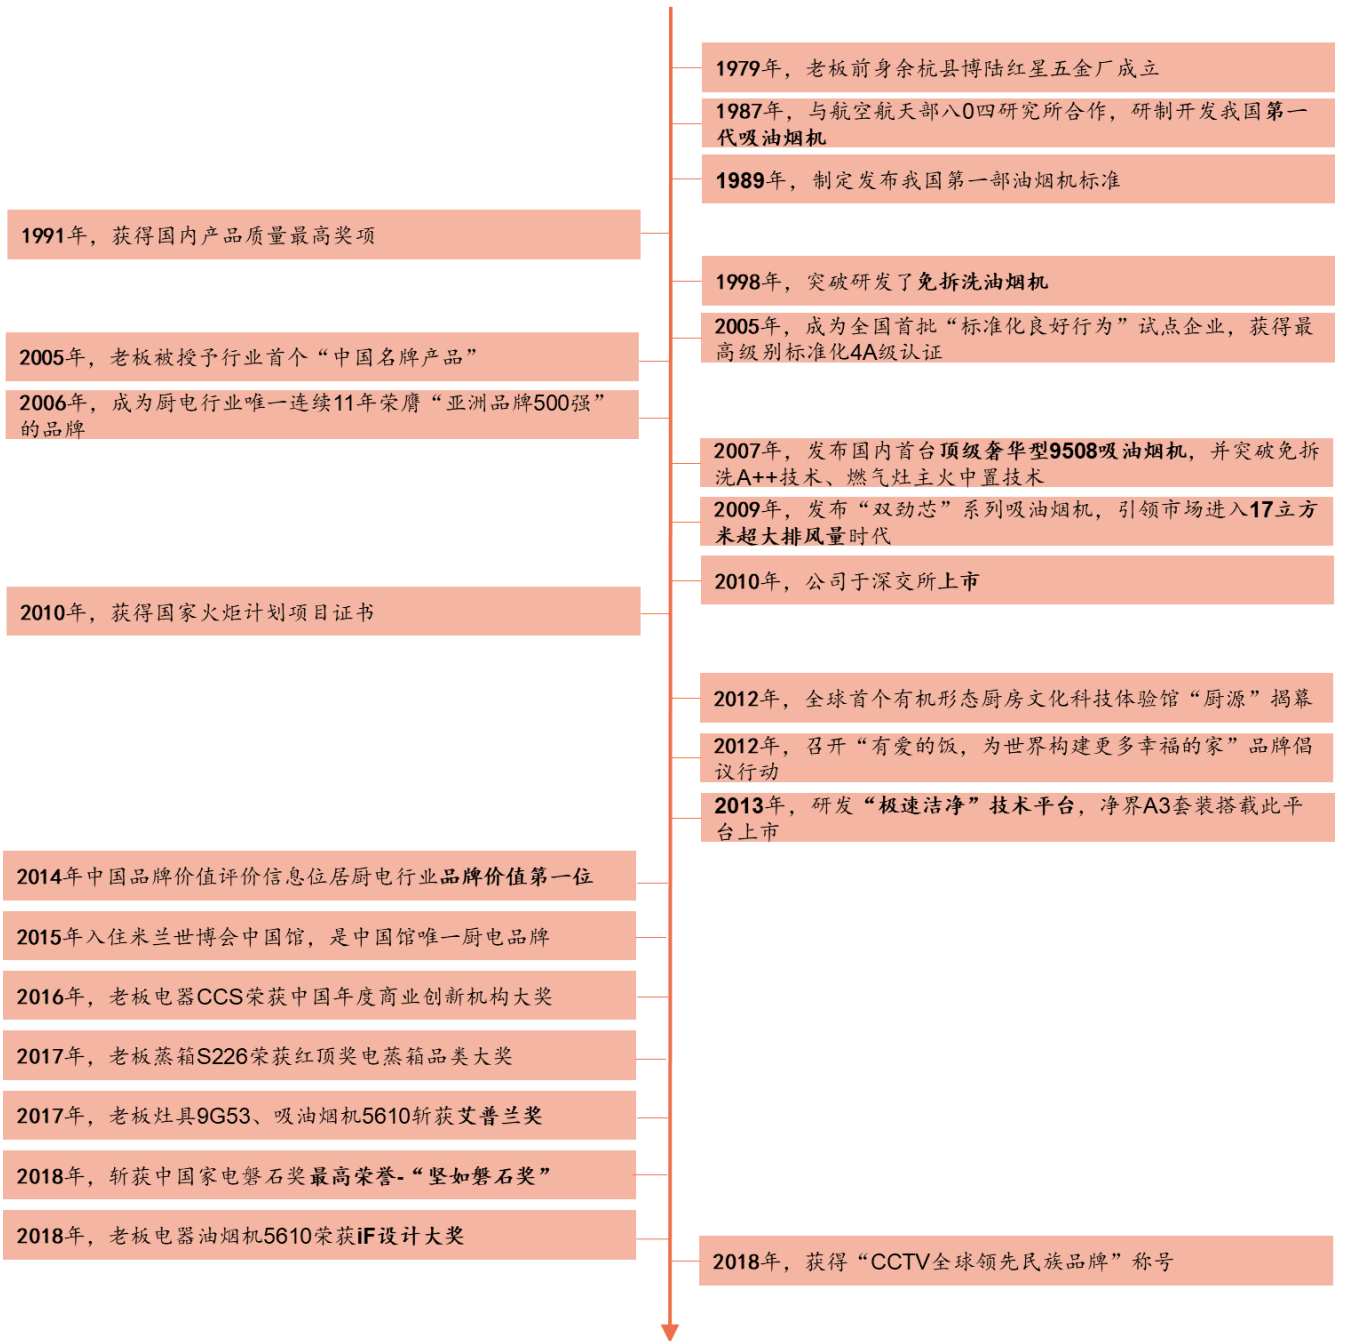 1979年，老板前身余杭县博陆红星五金厂成立
1987年，与航空航天部八0四研究所合作，研制开发我国第一
代吸油烟机
1989年，制定发布我国第一部油烟机标准
1991年，获得国内产品质量最高奖项
1998年，突破研发了免拆洗油烟机
2005年，成为全国首批“标准化良好行为”试点企业，获得最
高级别标准化4A级认证
2005年，老板被授予行业首个“中国名牌产品”
2006年，成为厨电行业唯一连续11年荣膺“亚洲品牌500强”
的品牌
2007年，发布国内首台顶级奢华型9508吸油烟机，并突破免拆
洗A++技术、燃气灶主火中置技术
2009年，发布“双劲芯”系列吸油烟机，引领市场进入17立方
米超大排风量时代
2010年，公司于深交所上市
2010年，获得国家火炬计划项目证书
2012年，全球首个有机形态厨房文化科技体验馆“厨源”揭幕
2012年，召开“有爱的饭，为世界构建更多幸福的家”品牌倡
议行动
2013年，研发“极速洁净”技术平台，净界A3套装搭载此平
台上市
2014年中国品牌价值评价信息位居厨电行业品牌价值第一位
2015年入住米兰世博会中国馆，是中国馆唯一厨电品牌
2016年，老板电器CCS荣获中国年度商业创新机构大奖
2017年，老板蒸箱S226荣获红顶奖电蒸箱品类大奖
2017年，老板灶具9G53、吸油烟机5610斩获艾普兰奖
2018年，斩获中国家电磐石奖最高荣誉-“坚如磐石奖”
2018年，老板电器油烟机5610荣获iF设计大奖
2018年，获得“CCTV全球领先民族品牌”称号